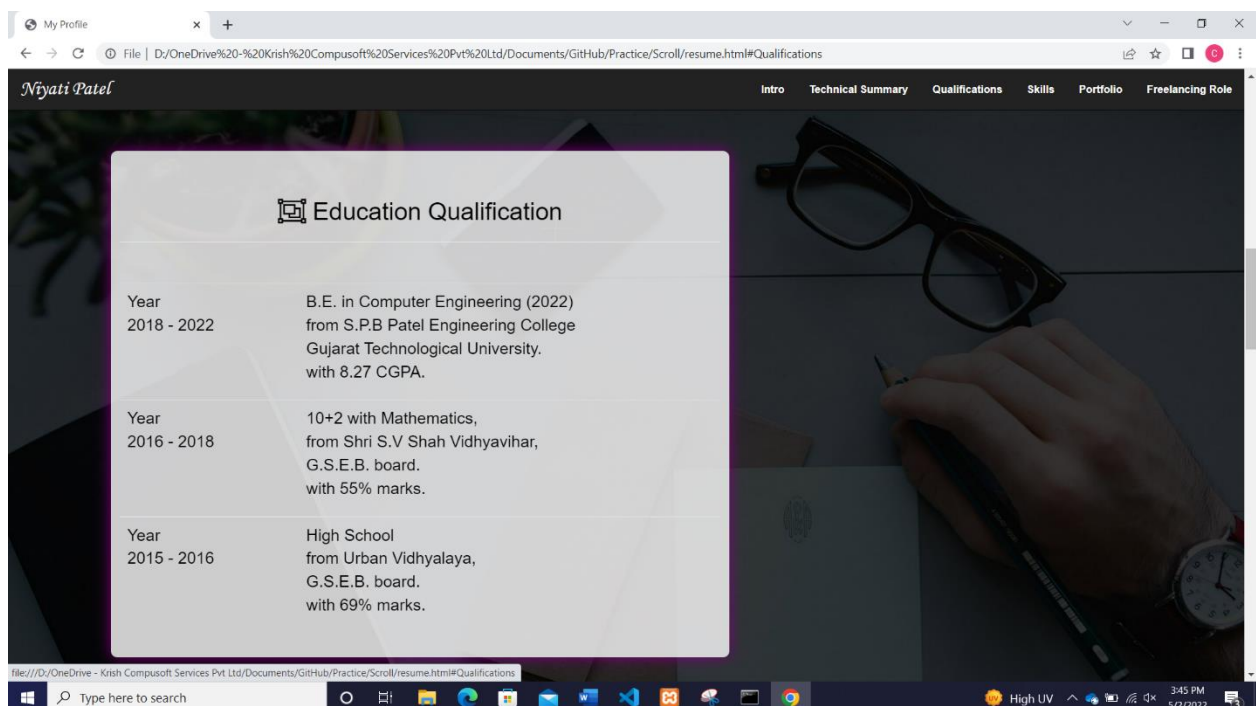 My Profile
File | D:/OneDrive%20-%20Krish%20Compusoft%20Services%20Pvt%20Ltd/Documents/GitHub/Practice/Scroll/resume.html#Qualifications
C
Niyati Patel
Intro Technical Summary Qualifications Skills Portfolio Freelancing Role
Education Qualification
Year
2018 - 2022
B.E. in Computer Engineering (2022)
from S.P.B Patel Engineering College
Gujarat Technological University.
with 8.27 CGPA.
Year
2016 - 2018
10+2 with Mathematics,
from Shri S.V Shah Vidhyavihar,
G.S.E.B. board.
with 55% marks.
Year
2015 - 2016
High School
from Urban Vidhyalaya,
G.S.E.B. board.
with 69% marks.
file:///D:/OneDrive - Krish Compusoft Services Pvt Ltd/Documents/GitHub/Practice/Scroll/resume.html#Qualifications
Type here to search
High UV
3:45 PM
5/2/2022